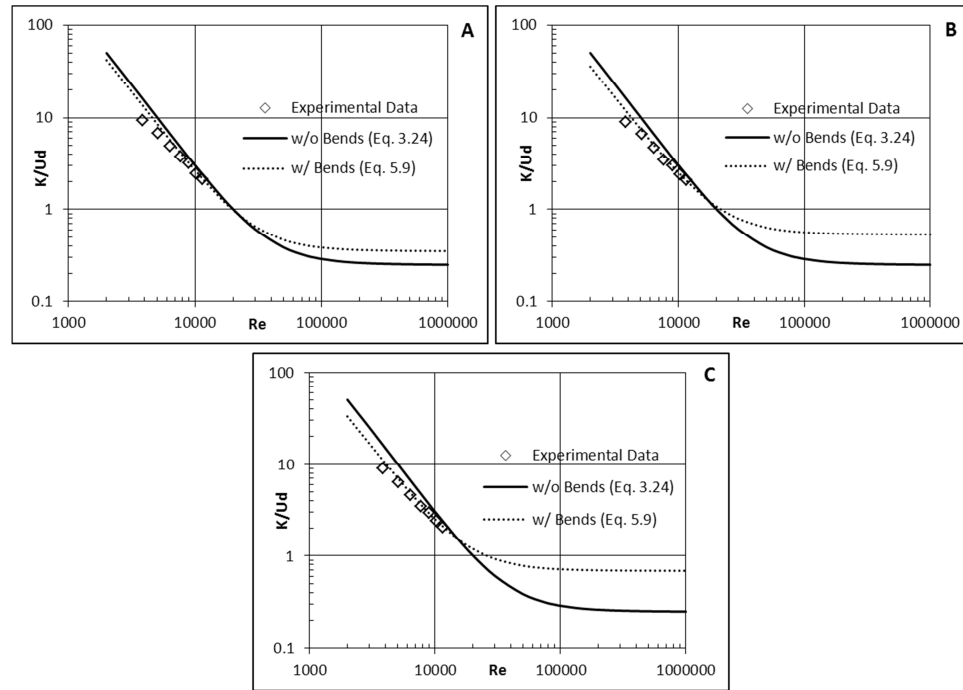 A
100
10
1
0.1
K/Ud
Experimental Data
w/o Bends (Eq. 3.24)
w/ Bends (Eq. 5.9)
1000
10000
Re
100000
1000000
B
100
10
1
0.1
K/Ud
Experimental Data
w/o Bends (Eq. 3.24)
w/ Bends (Eq. 5.9)
1000
10000
Re
100000
1000000
C
100
10
1
0.1
K/Ud
Experimental Data
w/o Bends (Eq. 3.24)
w/ Bends (Eq. 5.9)
1000
10000
Re
100000
1000000